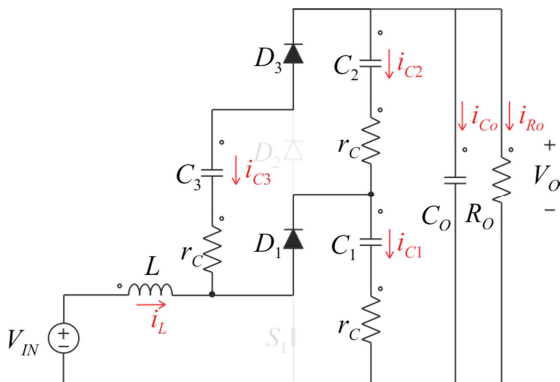 D3
C2
iC2
rC
C3
iC3
D2
iCo
iRo
+
VO
−
CO
RO
rC
D1
C1
iC1
L
iL
rC
VIN
+
−
S1